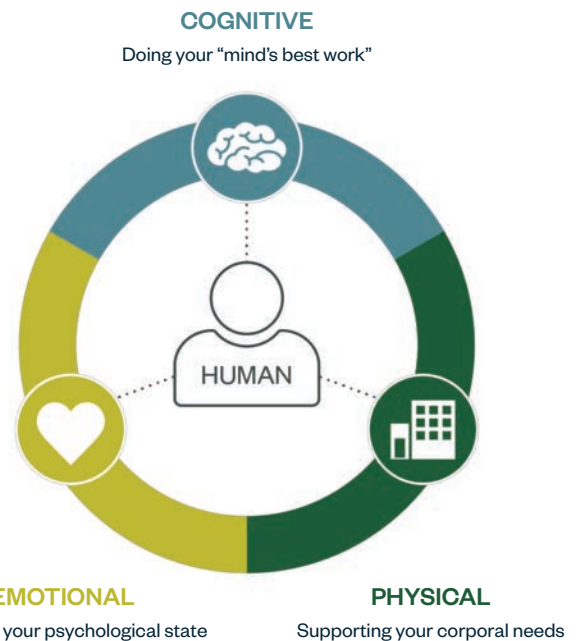 COGNITIVE
Doing your “mind’s best work”
HUMAN
EMOTIONAL
your psychological state
PHYSICAL
Supporting your corporal needs